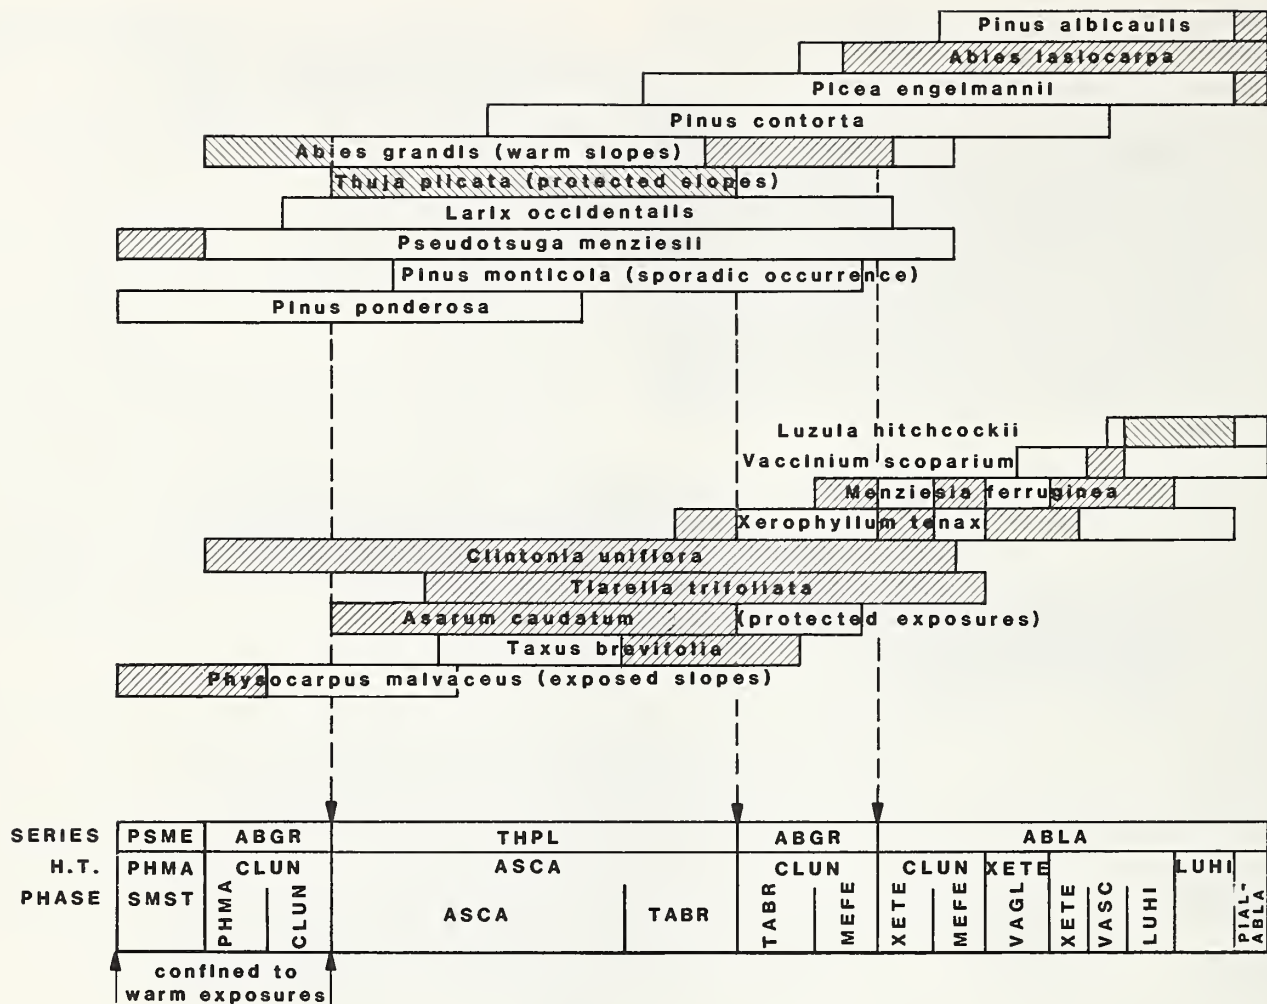 Pinus albicaulis
Abies lasiocarpa
Picea engelmannii
Pinus contorta
Abies grandis (warm slopes)
Thuja plicata (protected slopes)
Larix occidentalis
Pseudotsuga menziesii
Pinus monticola (sporadic occurrence)
Pinus ponderosa
Luzula hitchcockii
Vaccinium scoparium
Menziesia ferruginea
Xerophyllum tenax
Clintonia uniflora
Tiarella trifoliata
Asarum caudatum (protected exposures)
Taxus brevifolia
Physocarpus malvaceus (exposed slopes)
SERIES PSME ABGR THPL ABGR ABLA
H.T. PHMA CLUN ASCA CLUN CLUN XETE LUHI
PHASE SMST PHMA CLUN ASCA TABR TABR MEFE XETE MEFE VAGL XETE VASC LUHI PIAL-ABLA
confined to
warm exposures